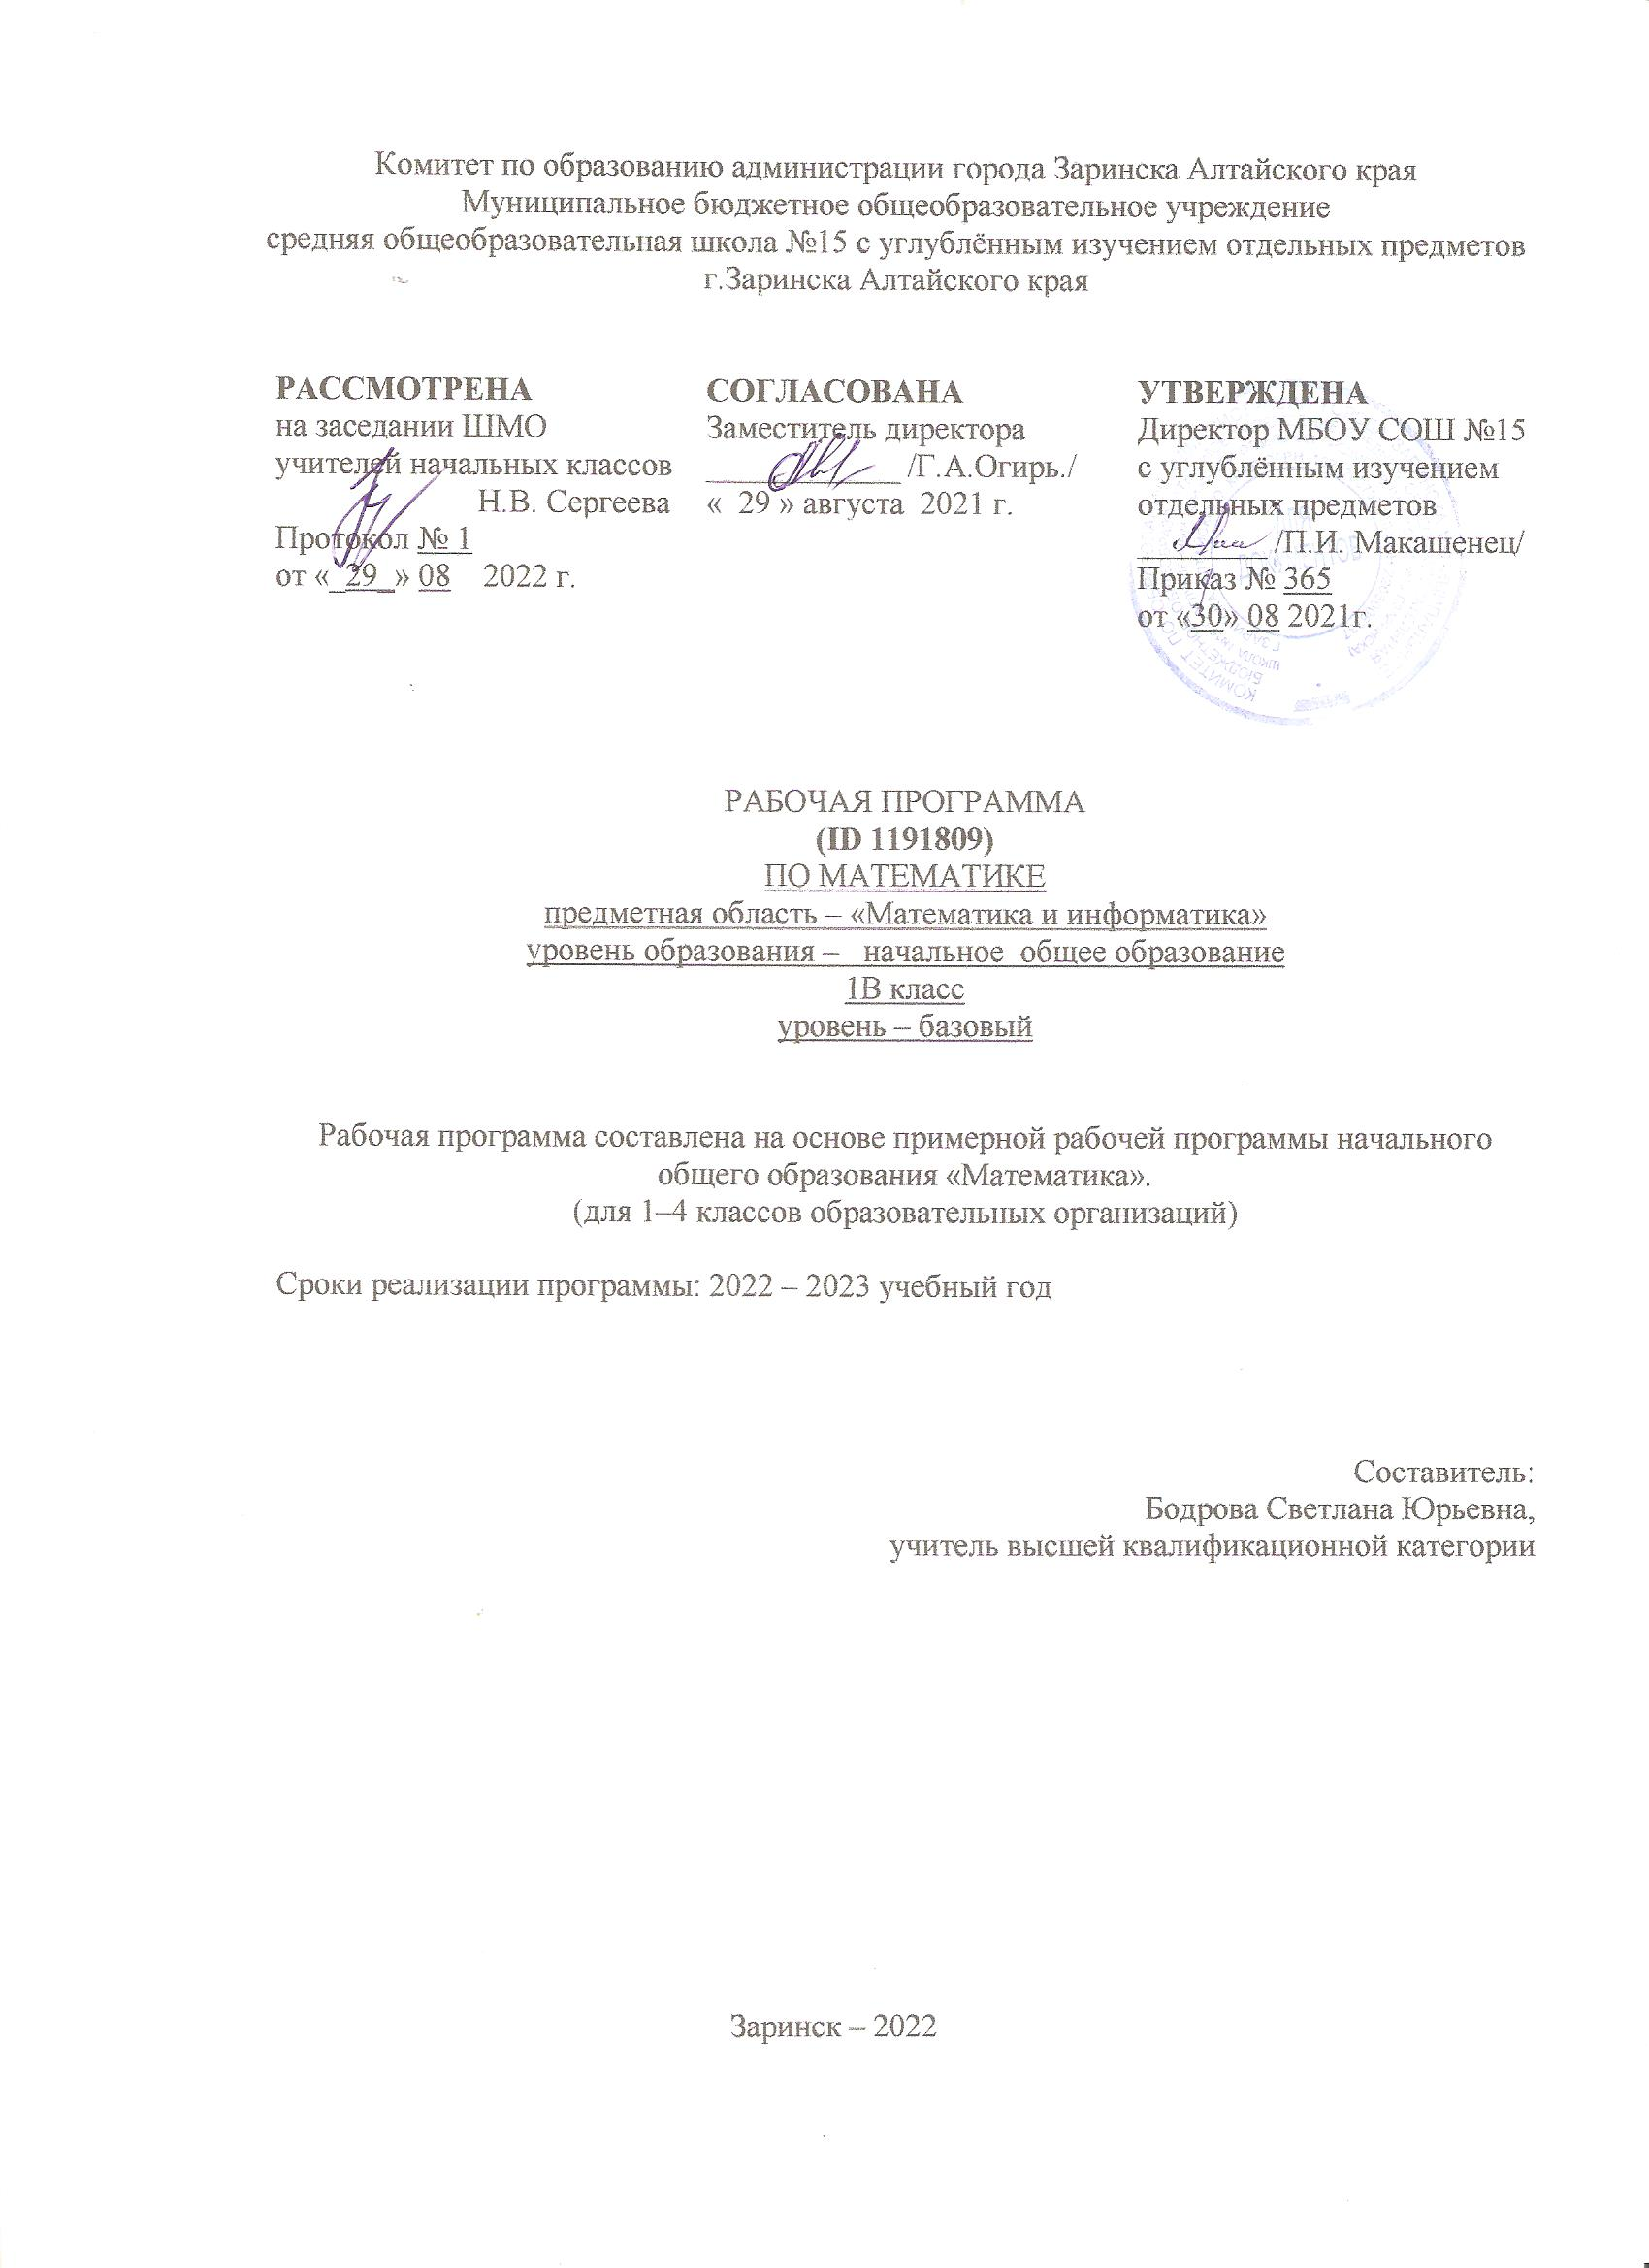 Комитет по образованию администрации города Заринска Алтайского края
Муниципальное бюджетное общеобразовательное учреждение
средняя общеобразовательная школа №15 с углублённым изучением отдельных предметов
г.Заринска Алтайского края
РАССМОТРЕНА
на заседании ШМО
учителей начальных классов
Н.В. Сергеева
Протокол № 1
от «_29_» 08 2022 г.
СОГЛАСОВАНА
Заместитель директора
____________ /Г.А.Огирь./
« 29 » августа 2021 г.
УТВЕРЖДЕНА
Директор МБОУ СОШ №15
с углублённым изучением
отдельных предметов
________ /П.И. Макашенец/
Приказ № 365
от «30» 08 2021г.
РАБОЧАЯ ПРОГРАММА
(ID 1191809)
ПО МАТЕМАТИКЕ
предметная область – «Математика и информатика»
уровень образования – начальное общее образование
1В класс
уровень – базовый
Рабочая программа составлена на основе примерной рабочей программы начального
общего образования «Математика».
(для 1–4 классов образовательных организаций)
Сроки реализации программы: 2022 – 2023 учебный год
Составитель:
Бодрова Светлана Юрьевна,
учитель высшей квалификационной категории
Заринск – 2022